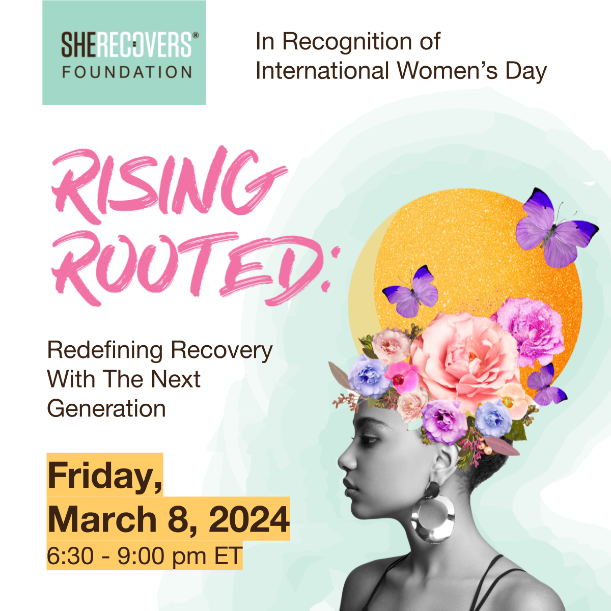 SHERECOVERS®
FOUNDATION
In Recognition of
International Women's Day
RISING
ROOTED:
Redefining Recovery
With The Next
Generation
Friday,
March 8, 2024
6:30 - 9:00 pm ET